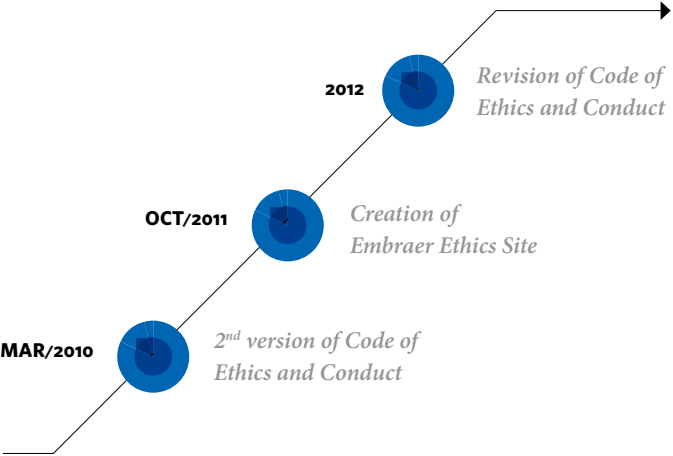 2012
Revision of Code of
Ethics and Conduct
OCT/2011
Creation of
Embraer Ethics Site
MAR/2010
2nd version of Code of
Ethics and Conduct